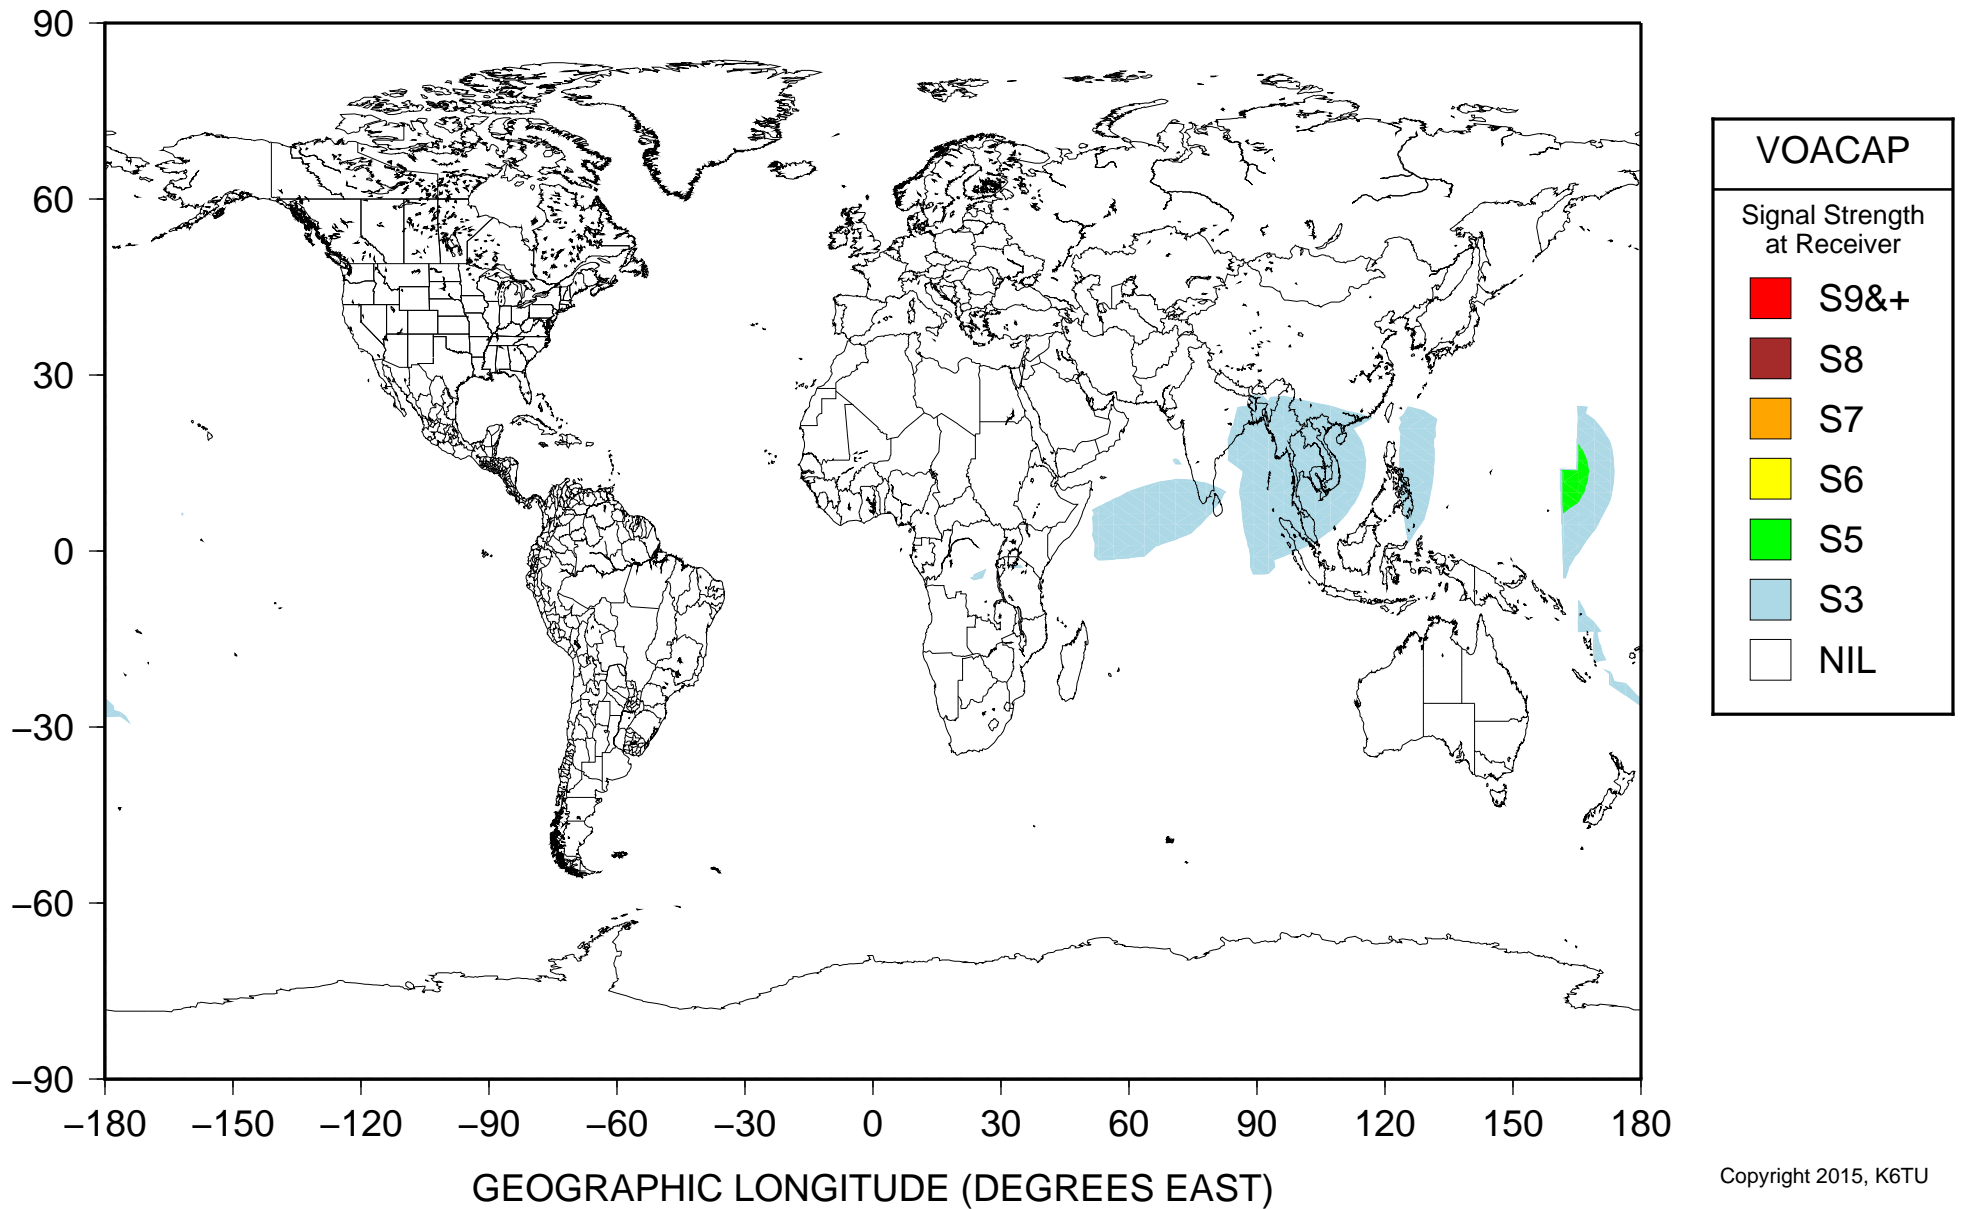 90
60
30
0
−30
−60
−90
−180 −150 −120 −90 −60 −30 0 30 60 90 120 150 180
GEOGRAPHIC LONGITUDE (DEGREES EAST)
VOACAP
Signal Strength
at Receiver
S9&+
S8
S7
S6
S5
S3
NIL
Copyright 2015, K6TU